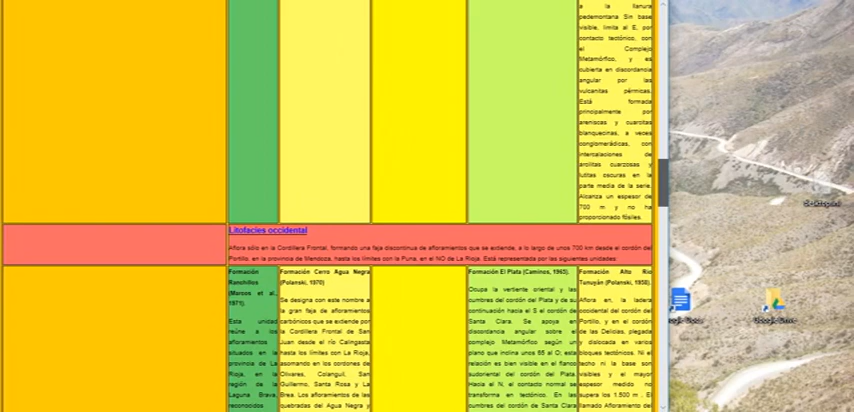 a la llanura
pedemontana Sin base
visible, limita al E, por
contacto tectónico, con
el Complejo
Metamórfico, y es
cubierta en discordancia
angular por las
vulcanitas pérmicas.
Está formada
principalmente por
areniscas y cuarcitas
blanquecinas, a veces
conglomerádicas, con
intercalaciones de
arcilitas cuarzosas y
lutitas oscuras en la
parte media de la serie.
Alcanza un espesor de
700 m y no ha
proporcionado fósiles.
Litofacies occidental
Aflora sólo en la Cordillera Frontal, formando una faja discontinua de afloramientos que se extiende, a lo largo de unos 700 km desde el cordón del
Portillo, en la provincia de Mendoza, hasta los límites con la Puna, en el NO de La Rioja. Está representada por las siguientes unidades:
Formación
Ranchillos
(Marcos et al.,
1971).
Esta unidad
reúne a los
afloramientos
situados en la
provincia de La
Rioja, en la
región de la
Laguna Brava,
reconocidos
Formación Cerro Agua Negra
(Polanski, 1970)
Se designa con este nombre a
la gran faja de afloramientos
carbónicos que se extiende por
la Cordillera Frontal de San
Juan desde el río Calingasta
hasta los límites con La Rioja,
asomando en los cordones de
Olivares, Colanguil, San
Guillermo, Santa Rosa y La
Brea. Los afloramientos de las
quebradas del Agua Negra y
Formación El Plata (Caminos, 1965).
Ocupa la vertiente oriental y las
cumbres del cordón del Plata y de su
continuación hacia el S el cordón de
Santa Clara. Se apoya en
discordancia angular sobre el
complejo Metamórfico según un
plano que inclina unos 85 al O; esta
relación es bien visible en el flanco
sudoriental del cordón del Plata.
Hacia el N, el contacto normal se
transforma en tectónico. En las
cumbres del cordón de Santa Clara
Formación Alto Río
Tunuyán (Polanski, 1958).
Aflora en la ladera
occidental del cordón del
Portillo, y en el cordón
de las Delicias, plegada
y dislocada en varios
bloques tectónicos. Ni el
techo ni la base son
visibles y el mayor
espesor medido no
supera los 1.500 m . El
llamado Afloramiento del
Google Docs
Google Drive